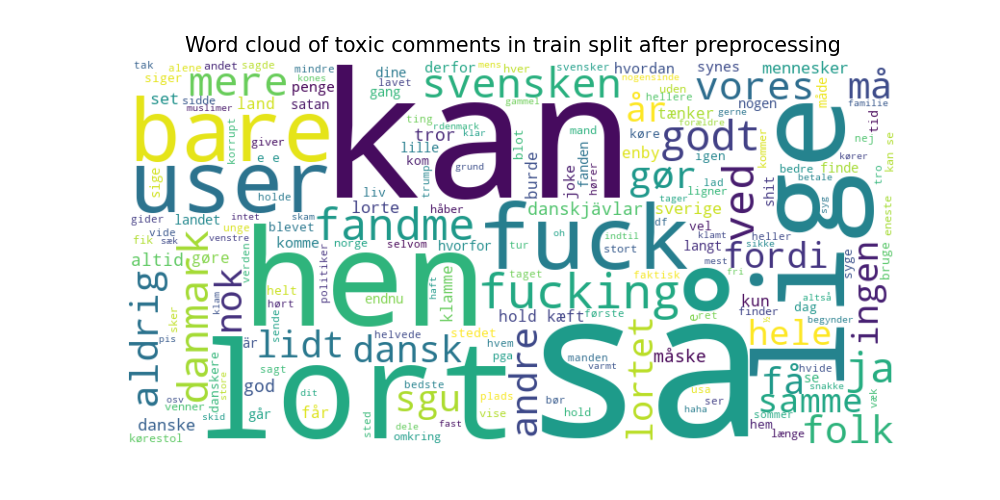 Word cloud of toxic comments in train split after preprocessing
tak alene sagde mindre kones dine mens hver svensker hvordan nogensinde synes mennesker
siger andet mere lavet gang derfor svensken hellere uden vores måde må
set sidde penge gammel nogen familie
muslimer land satan ting rdenmark klar blot mand år tænker forældre gerne tid
bare kan korrupt giver tror lille køre godt kommer nej
user e e kom trump burde joke fanden hører enby igen bedre finde kører kan se
sige liv grund gør lad ved shit tro
holde lorte håber tager ligner betale syg eneste
gider landet intet unge blevet skam danskjävlar sverige df vel
vide fandme hen fuck oh indtil klamt heller lige
fik sæk venstre verden komme norge selvom hvorfor tur stort langt mest sikke fordi bruge
altid gøre politiker taget faktisk fri syge
aldrig danmark nok helt hørt endnu klamme haft fucking kun altså ingen
klam sende hold kæft første ret finder dag
sker pis är lidt helvede stedet begynder hele
dansk hvem manden måske
danskere sagt pga varmt hvide
store god dit bedste andre usa få se ja
osv venner sgu plads bør lortet snakke
danske skid går får lort sted dele vise hold så ser sommer samme væk
kørestol omkring fast haha hem længe folk